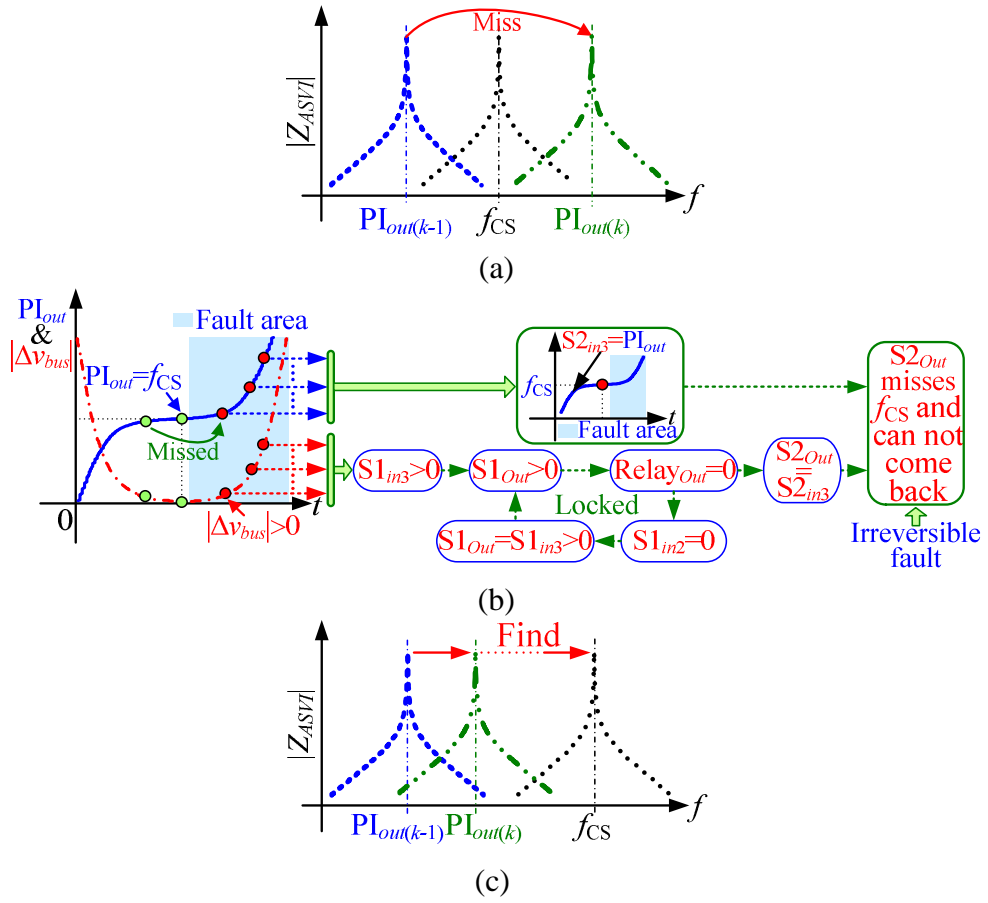 Miss
|Z_ASVI|
PI_out(k-1)
f_CS
PI_out(k)
f
(a)
PI_out
&
|Δv_bus|
Fault area
PI_out=f_CS
Missed
0
t
|Δv_bus|>0
S2_in3=PI_out
f_CS
t
Fault area
S1_in3>0
S1_Out>0
Relay_Out=0
S2_Out
=
S2_in3
Locked
S1_Out=S1_in3>0
S1_in2=0
S2_Out
misses
f_CS and
can not
come
back
Irreversible
fault
(b)
Find
|Z_ASVI|
PI_out(k-1)
PI_out(k)
f_CS
f
(c)